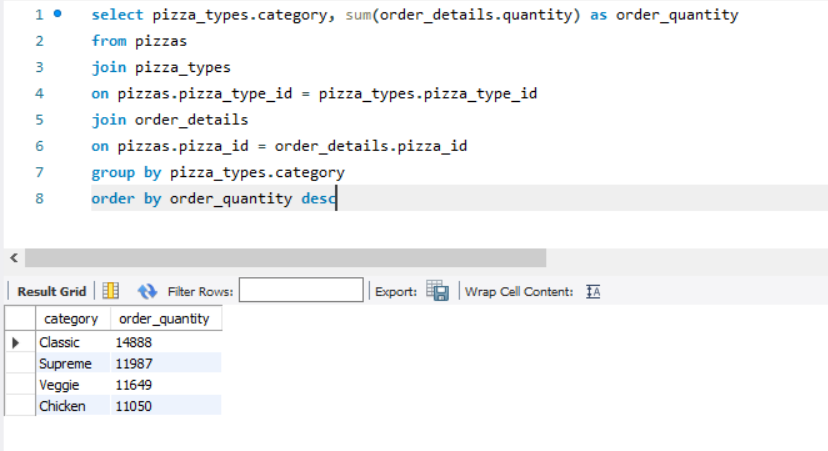 1 select pizza_types.category, sum(order_details.quantity) as order_quantity
2 from pizzas
3 join pizza_types
4 on pizzas.pizza_type_id = pizza_types.pizza_type_id
5 join order_details
6 on pizzas.pizza_id = order_details.pizza_id
7 group by pizza_types.category
8 order by order_quantity desc
Result Grid Filter Rows: Export: Wrap Cell Content: IA
category order_quantity
Classic 14888
Supreme 11987
Veggie 11649
Chicken 11050